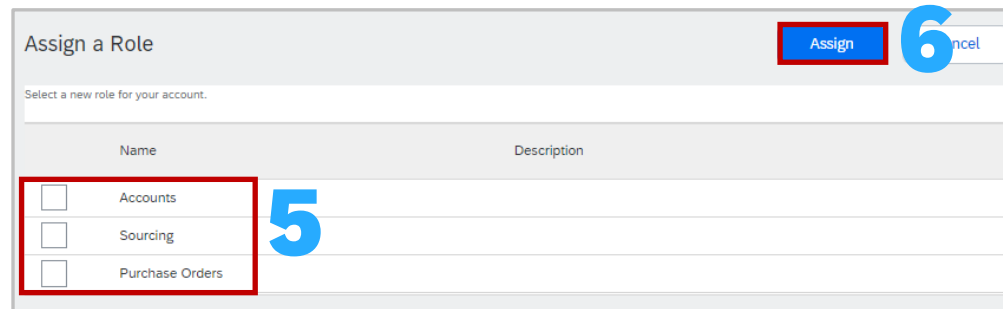 Assign a Role
Assign
6
ncel
Select a new role for your account.
Name Description
Accounts
Sourcing
Purchase Orders
5